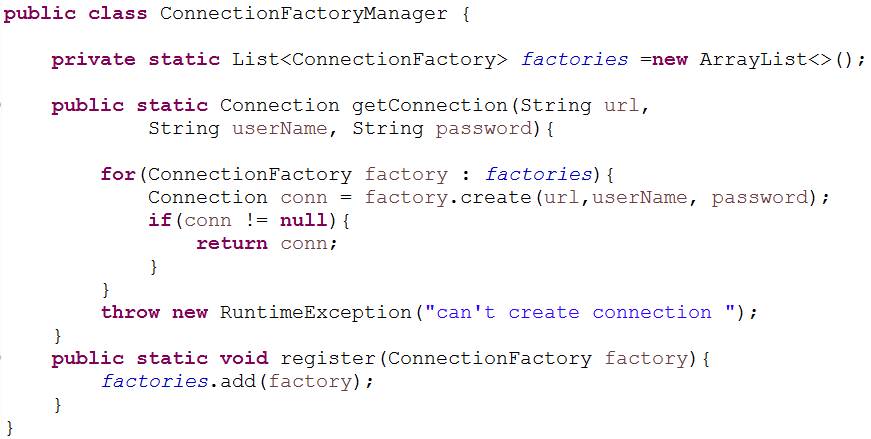 public class ConnectionFactoryManager {
private static List<ConnectionFactory> factories =new ArrayList<>();
public static Connection getConnection(String url,
String userName, String password){
for(ConnectionFactory factory : factories){
Connection conn = factory.create(url,userName, password);
if(conn != null){
return conn;
}
}
throw new RuntimeException("can't create connection ");
}
public static void register(ConnectionFactory factory){
factories.add(factory);
}
}